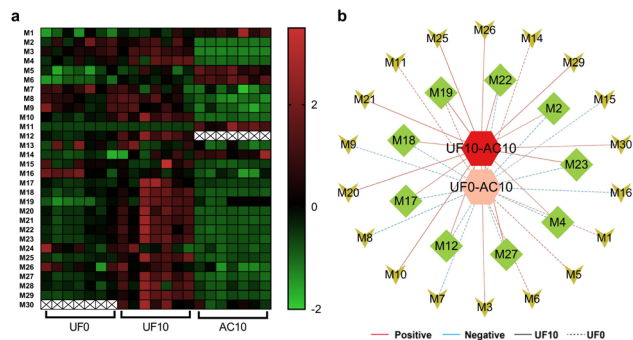 a
M1
M2
M3
M4
M5
M6
M7
M8
M9
M10
M11
M12
M13
M14
M15
M16
M17
M18
M19
M20
M21
M22
M23
M24
M25
M26
M27
M28
M29
M30
UF0 UF10 AC10
2
0
-2
b
M26
M25 M14
M11 M29
M22
M19 M2
M21 M15
M18
M9 UF10-AC10 M30
M23
UF0-AC10
M20 M16
M17
M4
M8 M1
M12 M27
M10 M5
M7 M6
M3
Positive Negative UF10 UF0